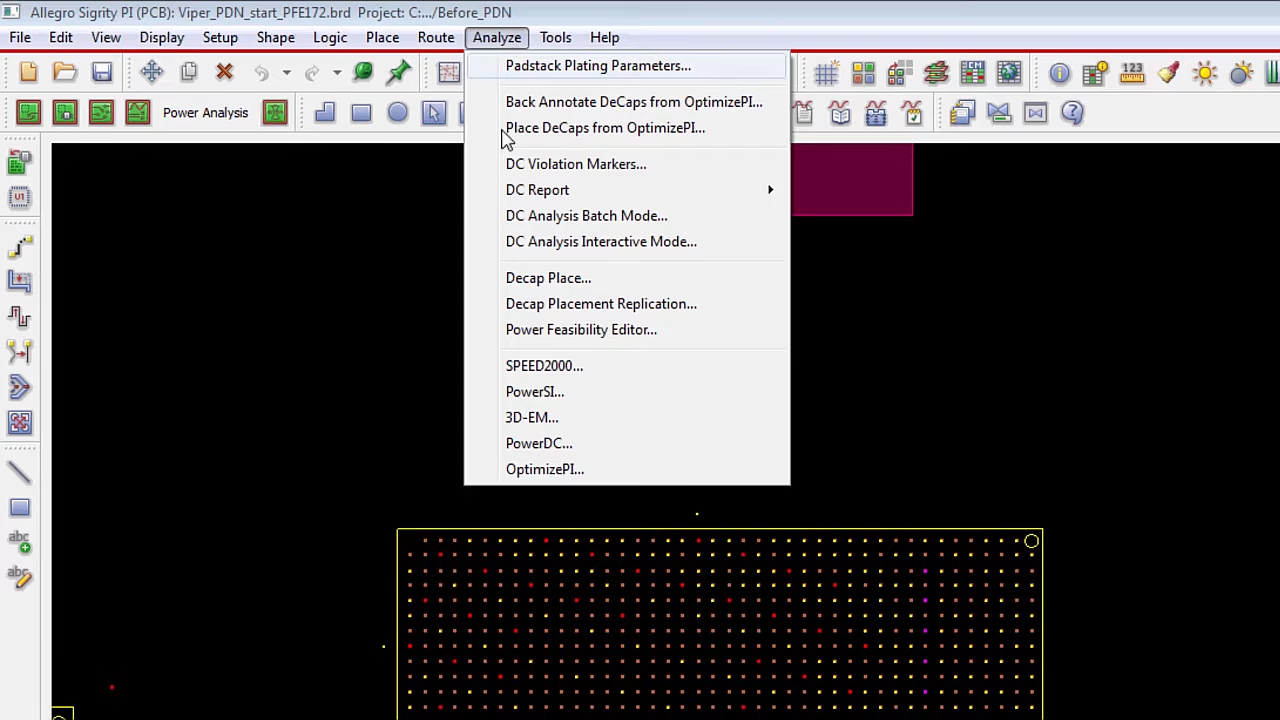 Allegro Sigrity PI (PCB): Viper_PDN_start_PFE172.brd Project: C:.../Before_PDN
File Edit View Display Setup Shape Logic Place Route Analyze Tools Help
123
Power Analysis
Padstack Plating Parameters...
Back Annotate DeCaps from OptimizePI...
Place DeCaps from OptimizePI...
DC Violation Markers...
DC Report
DC Analysis Batch Mode...
DC Analysis Interactive Mode...
Decap Place...
Decap Placement Replication...
Power Feasibility Editor...
SPEED2000...
PowerSI...
3D-EM...
PowerDC...
OptimizePI...
U1
abc
abc